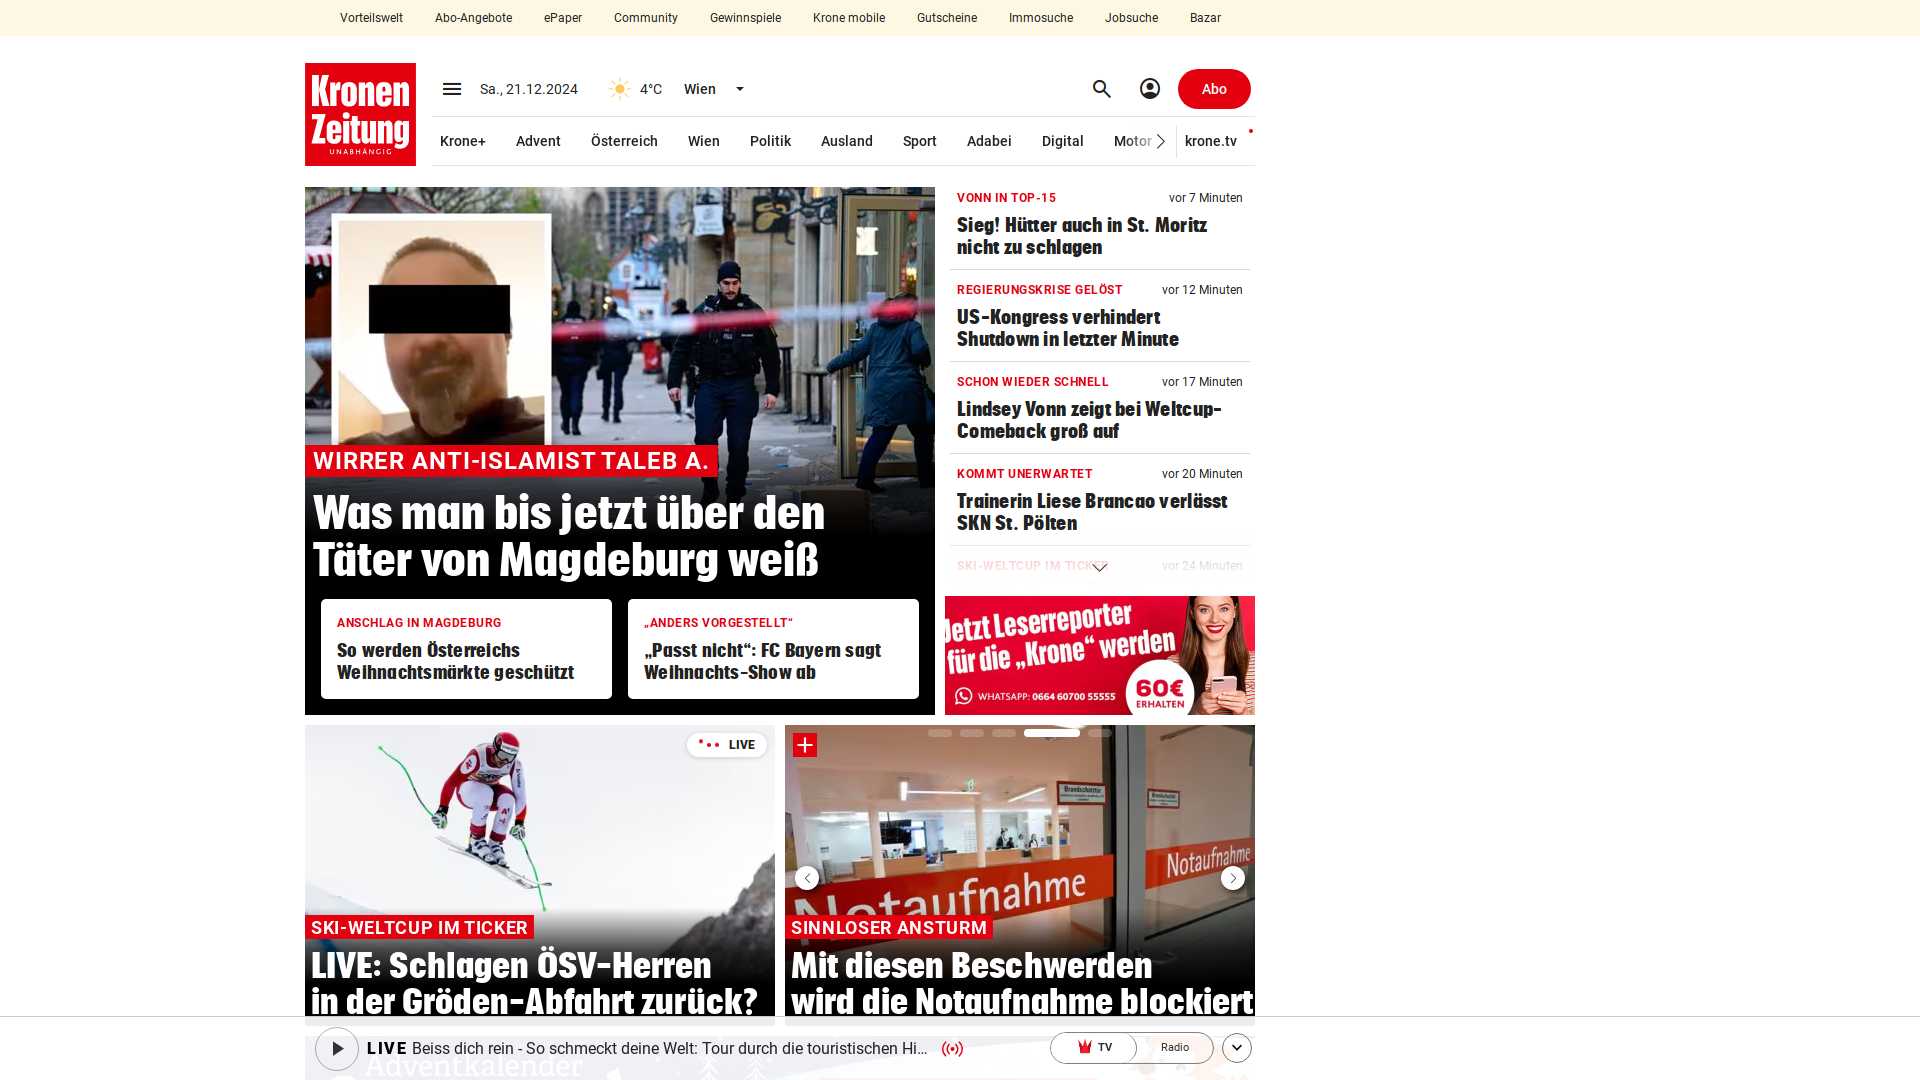 Vorteilswelt Abo-Angebote ePaper Community Gewinnspiele Krone mobile Gutscheine Immosuche Jobsuche Bazar
Kronen
Zeitung
UNABHÄNGIG
Sa., 21.12.2024 4°C Wien
Abo
Krone+ Advent Österreich Wien Politik Ausland Sport Adabei Digital Motor krone.tv
WIRRER ANTI-ISLAMIST TALEB A.
Was man bis jetzt über den
Täter von Magdeburg weiß
ANSCHLAG IN MAGDEBURG
So werden Österreichs
Weihnachtsmärkte geschützt
„ANDERS VORGESTELLT“
„Passt nicht“: FC Bayern sagt
Weihnachts-Show ab
VONN IN TOP-15 vor 7 Minuten
Sieg! Hütter auch in St. Moritz
nicht zu schlagen
REGIERUNGSKRISE GELÖST vor 12 Minuten
US-Kongress verhindert
Shutdown in letzter Minute
SCHON WIEDER SCHNELL vor 17 Minuten
Lindsey Vonn zeigt bei Weltcup-
Comeback groß auf
KOMMT UNERWARTET vor 20 Minuten
Trainerin Liese Brancao verlässt
SKN St. Pölten
SKI-WELTCUP IM TICKER vor 24 Minuten
Jetzt Leserreporter
für die „Krone“ werden
WHATSAPP: 0664 60700 55555
60€
ERHALTEN
LIVE
SKI-WELTCUP IM TICKER
LIVE: Schlagen ÖSV-Herren
in der Gröden-Abfahrt zurück?
Notaufnahme
Notaufnahme
SINNLOSER ANSTURM
Mit diesen Beschwerden
wird die Notaufnahme blockiert
LIVE Beiss dich rein - So schmeckt deine Welt: Tour durch die touristischen Hi...
TV Radio
Adventkalender